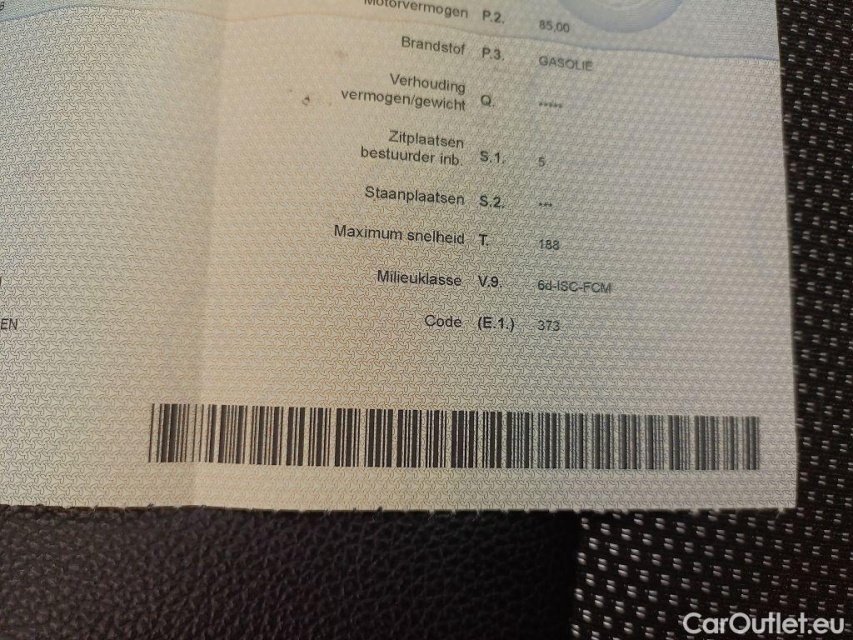 Motorvermogen P.2. 85,00
Brandstof P.3. GASOLIE
Verhouding
vermogen/gewicht Q. *****
Zitplaatsen
bestuurder inb. S.1. 5
Staanplaatsen S.2. ***
Maximum snelheid T. 188
Milieuklasse V.9. 6d-ISC-FCM
Code (E.1.) 373
EN
CarOutlet.eu